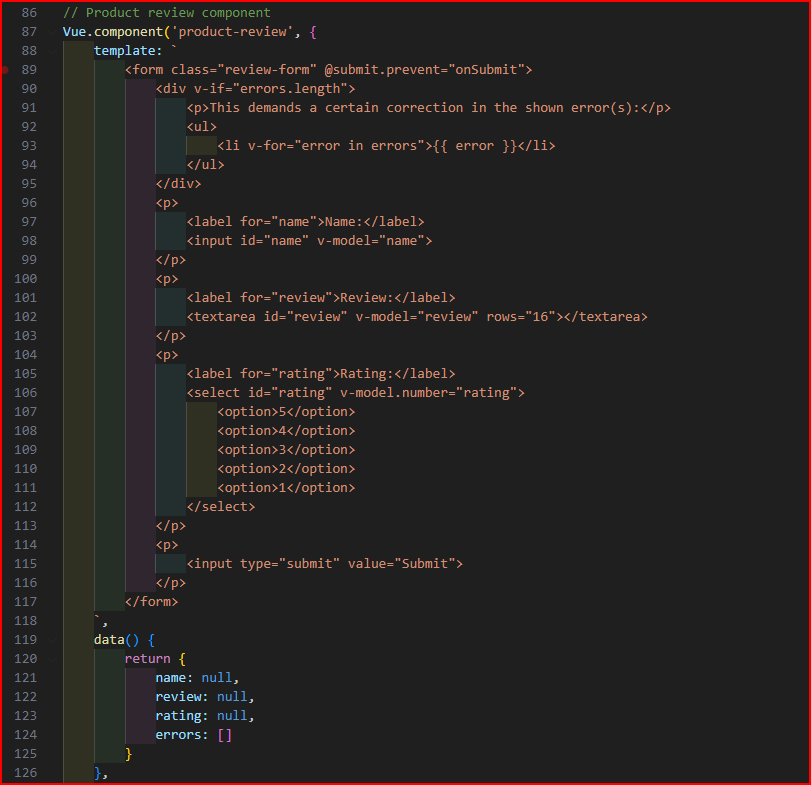 86 // Product review component
87 Vue.component('product-review', {
88 template: `
89 <form class="review-form" @submit.prevent="onSubmit">
90 <div v-if="errors.length">
91 <p>This demands a certain correction in the shown error(s):</p>
92 <ul>
93 <li v-for="error in errors">{{ error }}</li>
94 </ul>
95 </div>
96 <p>
97 <label for="name">Name:</label>
98 <input id="name" v-model="name">
99 </p>
100 <p>
101 <label for="review">Review:</label>
102 <textarea id="review" v-model="review" rows="16"></textarea>
103 </p>
104 <p>
105 <label for="rating">Rating:</label>
106 <select id="rating" v-model.number="rating">
107 <option>5</option>
108 <option>4</option>
109 <option>3</option>
110 <option>2</option>
111 <option>1</option>
112 </select>
113 </p>
114 <p>
115 <input type="submit" value="Submit">
116 </p>
117 </form>
118 `,
119 data() {
120 return {
121 name: null,
122 review: null,
123 rating: null,
124 errors: []
125 }
126 },